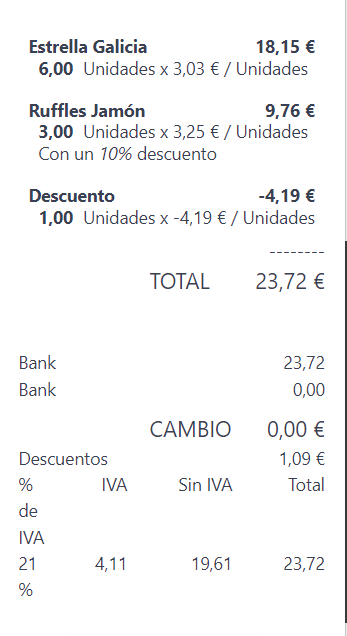 Estrella Galicia 18,15 €
6,00 Unidades x 3,03 € / Unidades
Ruffles Jamón 9,76 €
3,00 Unidades x 3,25 € / Unidades
Con un 10% descuento
Descuento -4,19 €
1,00 Unidades x -4,19 € / Unidades
--------
TOTAL 23,72 €
Bank 23,72
Bank 0,00
CAMBIO 0,00 €
Descuentos 1,09 €
% IVA Sin IVA Total
de
IVA
21 4,11 19,61 23,72
%